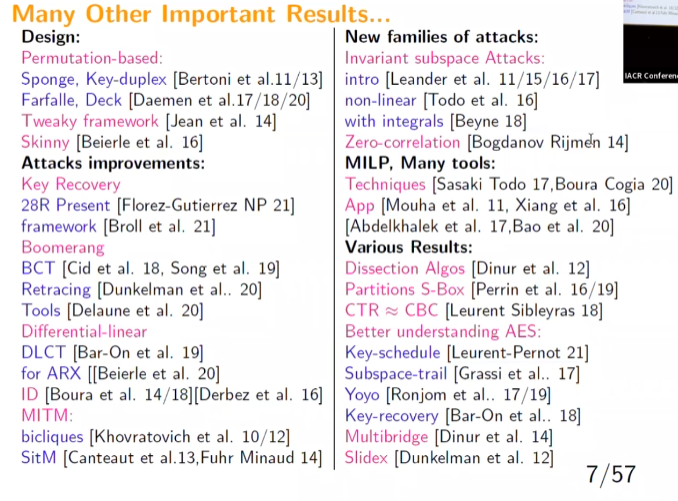 Many Other Important Results...
Design:
Permutation-based:
Sponge, Key-duplex [Bertoni et al.11/13]
Farfalle, Deck [Daemen et al.17/18/20]
Tweaky framework [Jean et al. 14]
Skinny [Beierle et al. 16]
Attacks improvements:
Key Recovery
28R Present [Florez-Gutierrez NP 21]
framework [Broll et al. 21]
Boomerang
BCT [Cid et al. 18, Song et al. 19]
Retracing [Dunkelman et al.. 20]
Tools [Delaune et al. 20]
Differential-linear
DLCT [Bar-On et al. 19]
for ARX [[Beierle et al. 20]
ID [Boura et al. 14/18][Derbez et al. 16]
MITM:
bicliques [Khovratovich et al. 10/12]
SitM [Canteaut et al.13,Fuhr Minaud 14]
New families of attacks:
Invariant subspace Attacks:
intro [Leander et al. 11/15/16/17]
non-linear [Todo et al. 16]
with integrals [Beyne 18]
Zero-correlation [Bogdanov Rijmen 14]
MILP, Many tools:
Techniques [Sasaki Todo 17,Boura Cogia 20]
App [Mouha et al. 11, Xiang et al. 16]
[Abdelkhalek et al. 17,Bao et al. 20]
Various Results:
Dissection Algos [Dinur et al. 12]
Partitions S-Box [Perrin et al. 16/19]
CTR ≈ CBC [Leurent Sibleyras 18]
Better understanding AES:
Key-schedule [Leurent-Pernot 21]
Subspace-trail [Grassi et al.. 17]
Yoyo [Ronjom et al.. 17/19]
Key-recovery [Bar-On et al.. 18]
Multibridge [Dinur et al. 14]
Slidex [Dunkelman et al. 12]
7/57
IACR Conferen